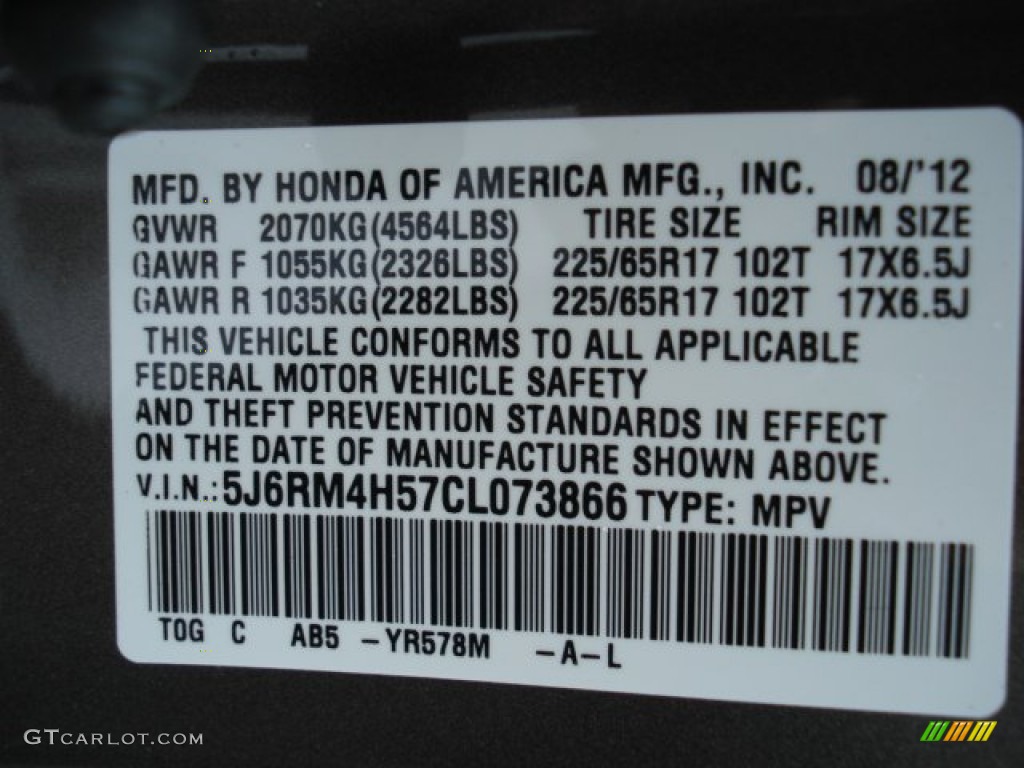 MFD. BY HONDA OF AMERICA MFG., INC. 08/'12
GVWR 2070KG(4564LBS) TIRE SIZE RIM SIZE
GAWR F 1055KG(2326LBS) 225/65R17 102T 17X6.5J
GAWR R 1035KG(2282LBS) 225/65R17 102T 17X6.5J
THIS VEHICLE CONFORMS TO ALL APPLICABLE
FEDERAL MOTOR VEHICLE SAFETY
AND THEFT PREVENTION STANDARDS IN EFFECT
ON THE DATE OF MANUFACTURE SHOWN ABOVE.
V.I.N.:5J6RM4H57CL073866 TYPE: MPV
TOG C AB5 -YR578M -A-L
GTCARLOT.COM